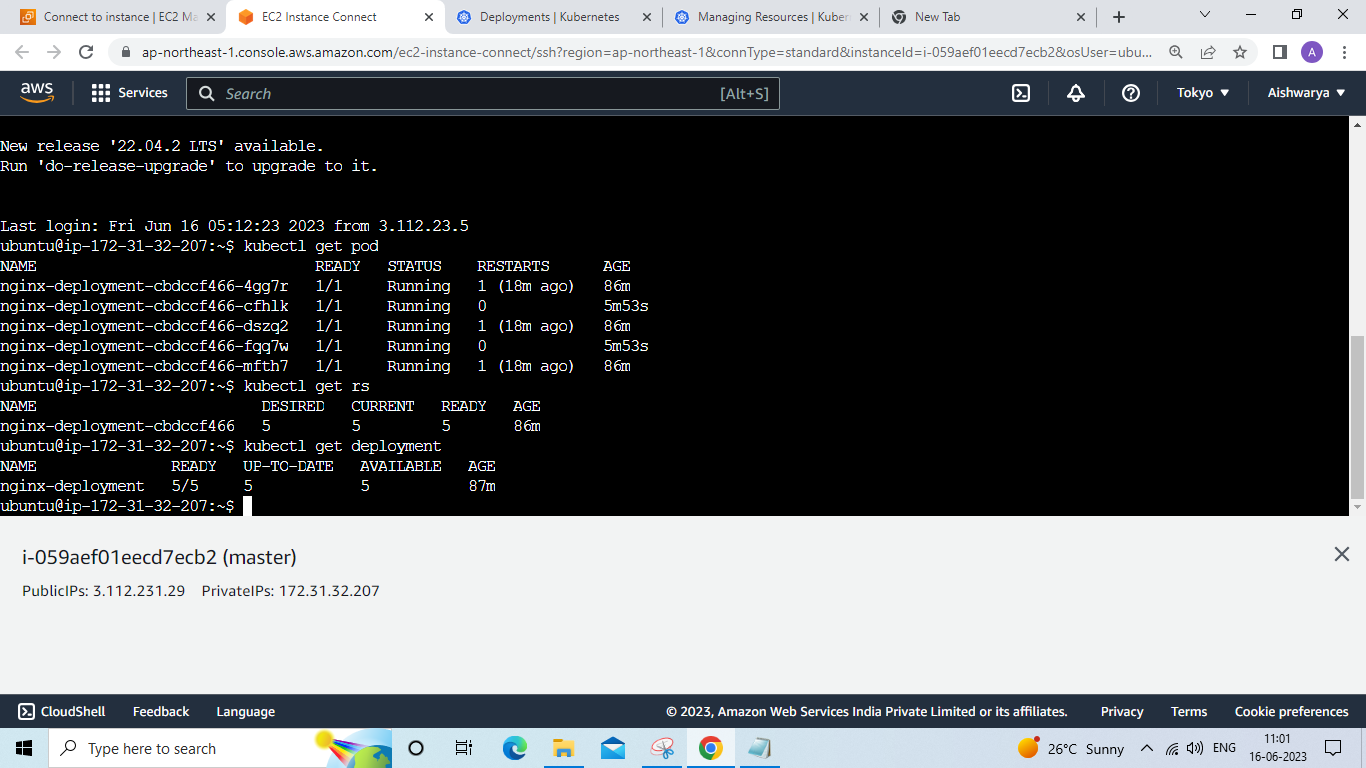 Connect to instance | EC2 Ma
EC2 Instance Connect
Deployments | Kubernetes
Managing Resources | Kubern
New Tab
ap-northeast-1.console.aws.amazon.com/ec2-instance-connect/ssh?region=ap-northeast-1&connType=standard&instanceId=i-059aef01eecd7ecb2&osUser=ubu...
A
aws
Services
Search
[Alt+S]
Tokyo
Aishwarya
New release '22.04.2 LTS' available.
Run 'do-release-upgrade' to upgrade to it.
Last login: Fri Jun 16 05:12:23 2023 from 3.112.23.5
ubuntu@ip-172-31-32-207:~$ kubectl get pod
NAME READY STATUS RESTARTS AGE
nginx-deployment-cbdccf466-4gg7r 1/1 Running 1 (18m ago) 86m
nginx-deployment-cbdccf466-cfhlk 1/1 Running 0 5m53s
nginx-deployment-cbdccf466-dszq2 1/1 Running 1 (18m ago) 86m
nginx-deployment-cbdccf466-fqq7w 1/1 Running 0 5m53s
nginx-deployment-cbdccf466-mfth7 1/1 Running 1 (18m ago) 86m
ubuntu@ip-172-31-32-207:~$ kubectl get rs
NAME DESIRED CURRENT READY AGE
nginx-deployment-cbdccf466 5 5 5 86m
ubuntu@ip-172-31-32-207:~$ kubectl get deployment
NAME READY UP-TO-DATE AVAILABLE AGE
nginx-deployment 5/5 5 5 87m
ubuntu@ip-172-31-32-207:~$
i-059aef01eecd7ecb2 (master)
PublicIPs: 3.112.231.29 PrivateIPs: 172.31.32.207
CloudShell
Feedback
Language
© 2023, Amazon Web Services India Private Limited or its affiliates.
Privacy
Terms
Cookie preferences
Type here to search
26°C Sunny
ENG
11:01
16-06-2023